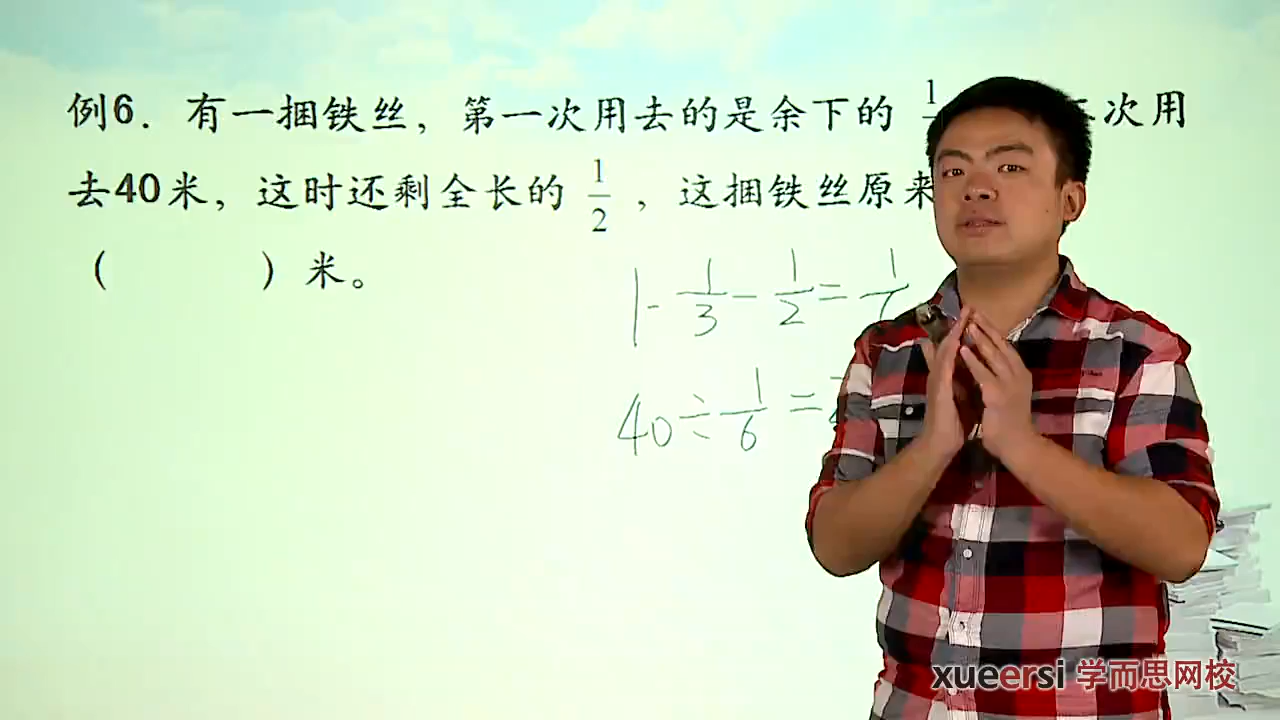 例6. 有一捆铁丝，第一次用去的是余下的 次用
去40米，这时还剩全长的 1/2 ，这捆铁丝原来
（ ）米。
1 - 1/3 - 1/2 =
40 ÷ 1/6 =
xueersi 学而思网校